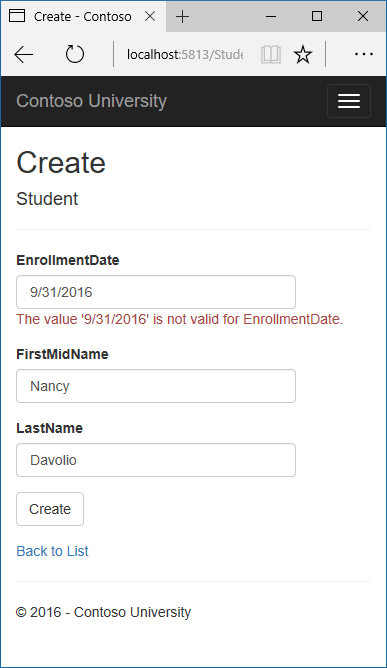 Create - Contoso
localhost:5813/Stude
Contoso University
Create
Student
EnrollmentDate
9/31/2016
The value '9/31/2016' is not valid for EnrollmentDate.
FirstMidName
Nancy
LastName
Davolio
Create
Back to List
© 2016 - Contoso University